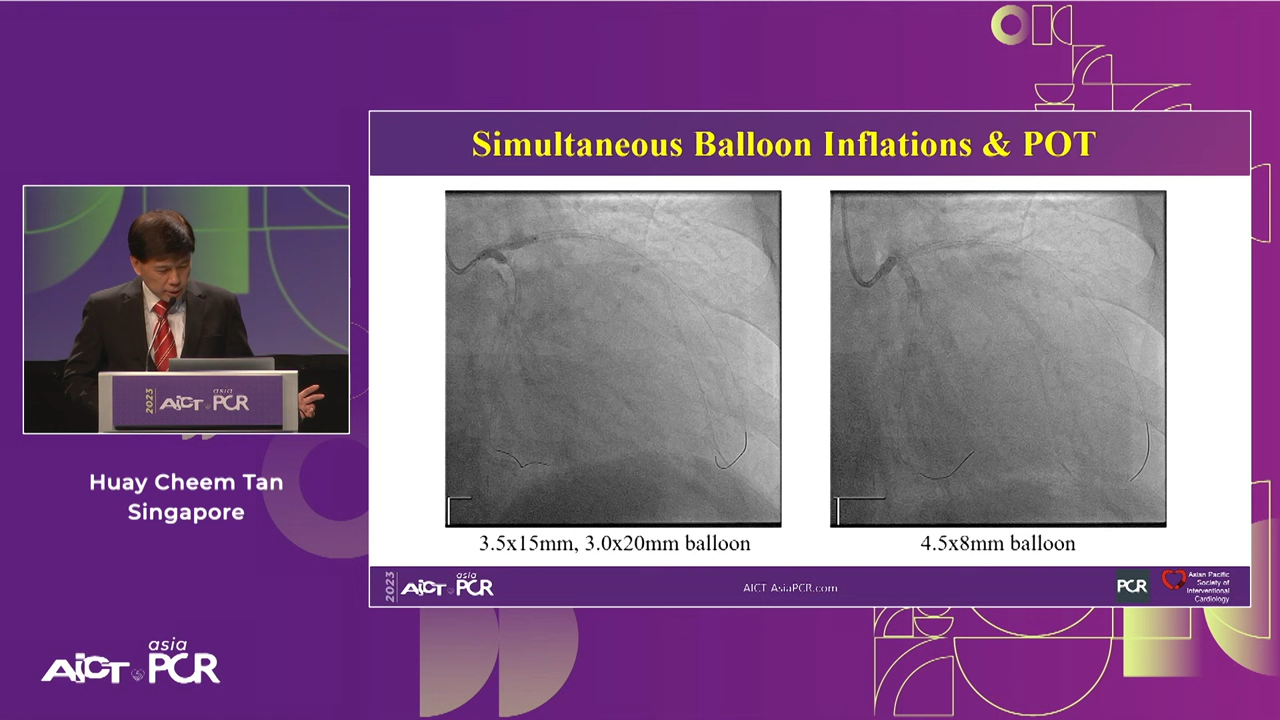 Simultaneous Balloon Inflations & POT
3.5x15mm, 3.0x20mm balloon
4.5x8mm balloon
2023 AICT asia PCR
AICT-AsiaPCR.com
PCR
Asian Pacific
Society of
Interventional
Cardiology
2023 AICT asia PCR
Huay Cheem Tan
Singapore
AICT asia PCR